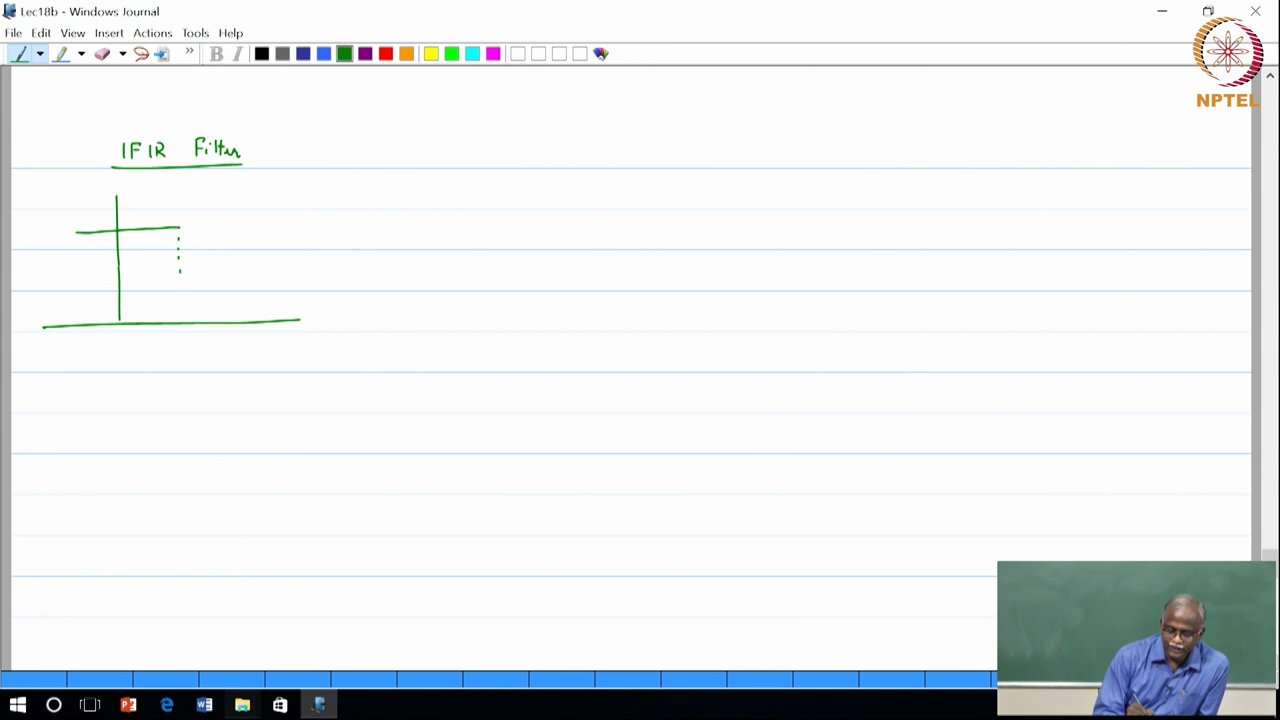 Lec18b - Windows Journal
File Edit View Insert Actions Tools Help
B I
NPTEL
IFIR Filter